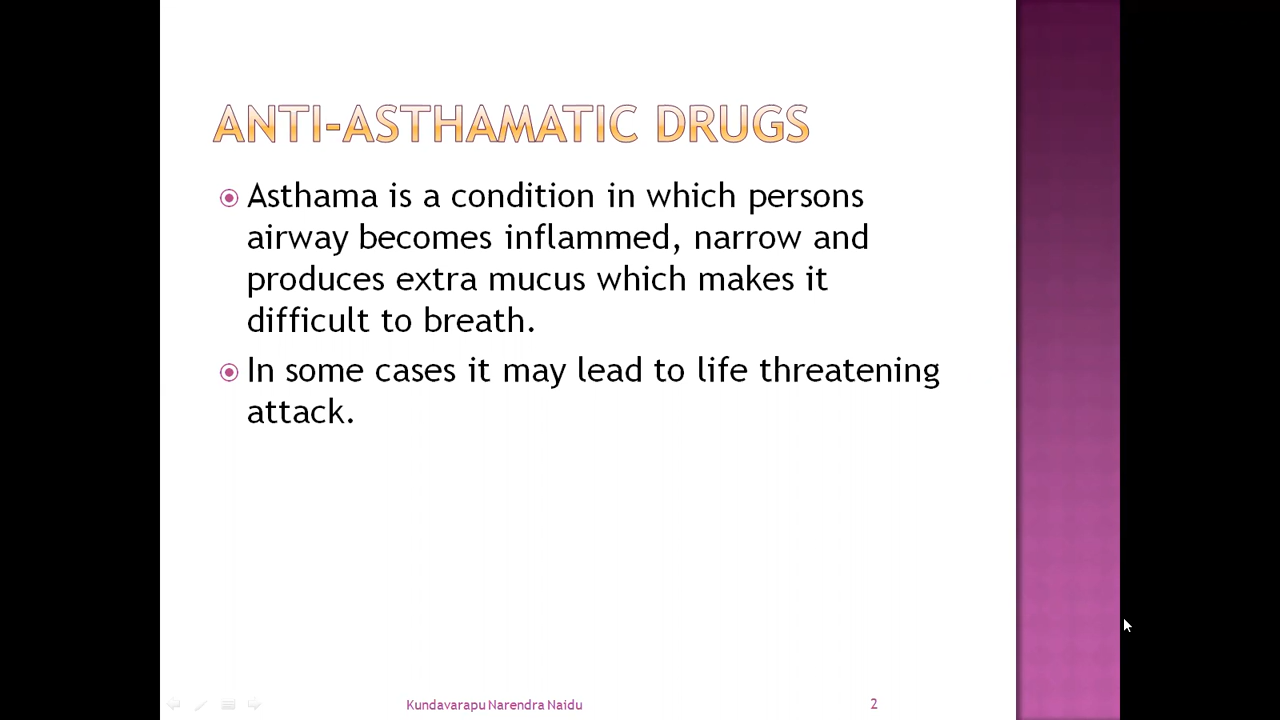 ANTI-ASTHAMATIC DRUGS
Asthama is a condition in which persons
airway becomes inflammed, narrow and
produces extra mucus which makes it
difficult to breath.
In some cases it may lead to life threatening
attack.
Kundavarapu Narendra Naidu
2